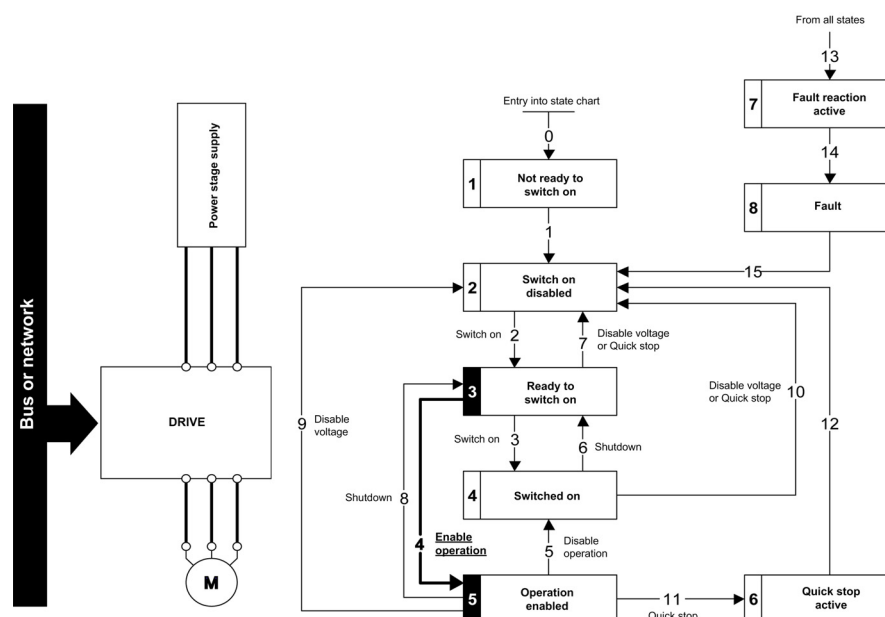 From all states
13
7
Fault reaction
active
14
8
Fault
15
Entry into state chart
0
1
Not ready to
switch on
1
2
Switch on
disabled
Switch on
2
7
Disable voltage
or Quick stop
3
Ready to
switch on
Switch on
3
6
Shutdown
4
Switched on
9
Disable
voltage
Shutdown
8
4
Enable
operation
5
Disable
operation
5
Operation
enabled
Disable voltage
or Quick stop
10
12
11
Quick stop
6
Quick stop
active
Bus or network
Power stage supply
DRIVE
M